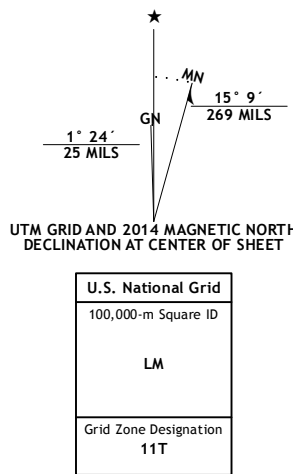 ★
MN
GN
15° 9´
269 MILS
1° 24´
25 MILS
UTM GRID AND 2014 MAGNETIC NORTH
DECLINATION AT CENTER OF SHEET
U.S. National Grid
100,000-m Square ID
LM
Grid Zone Designation
11T